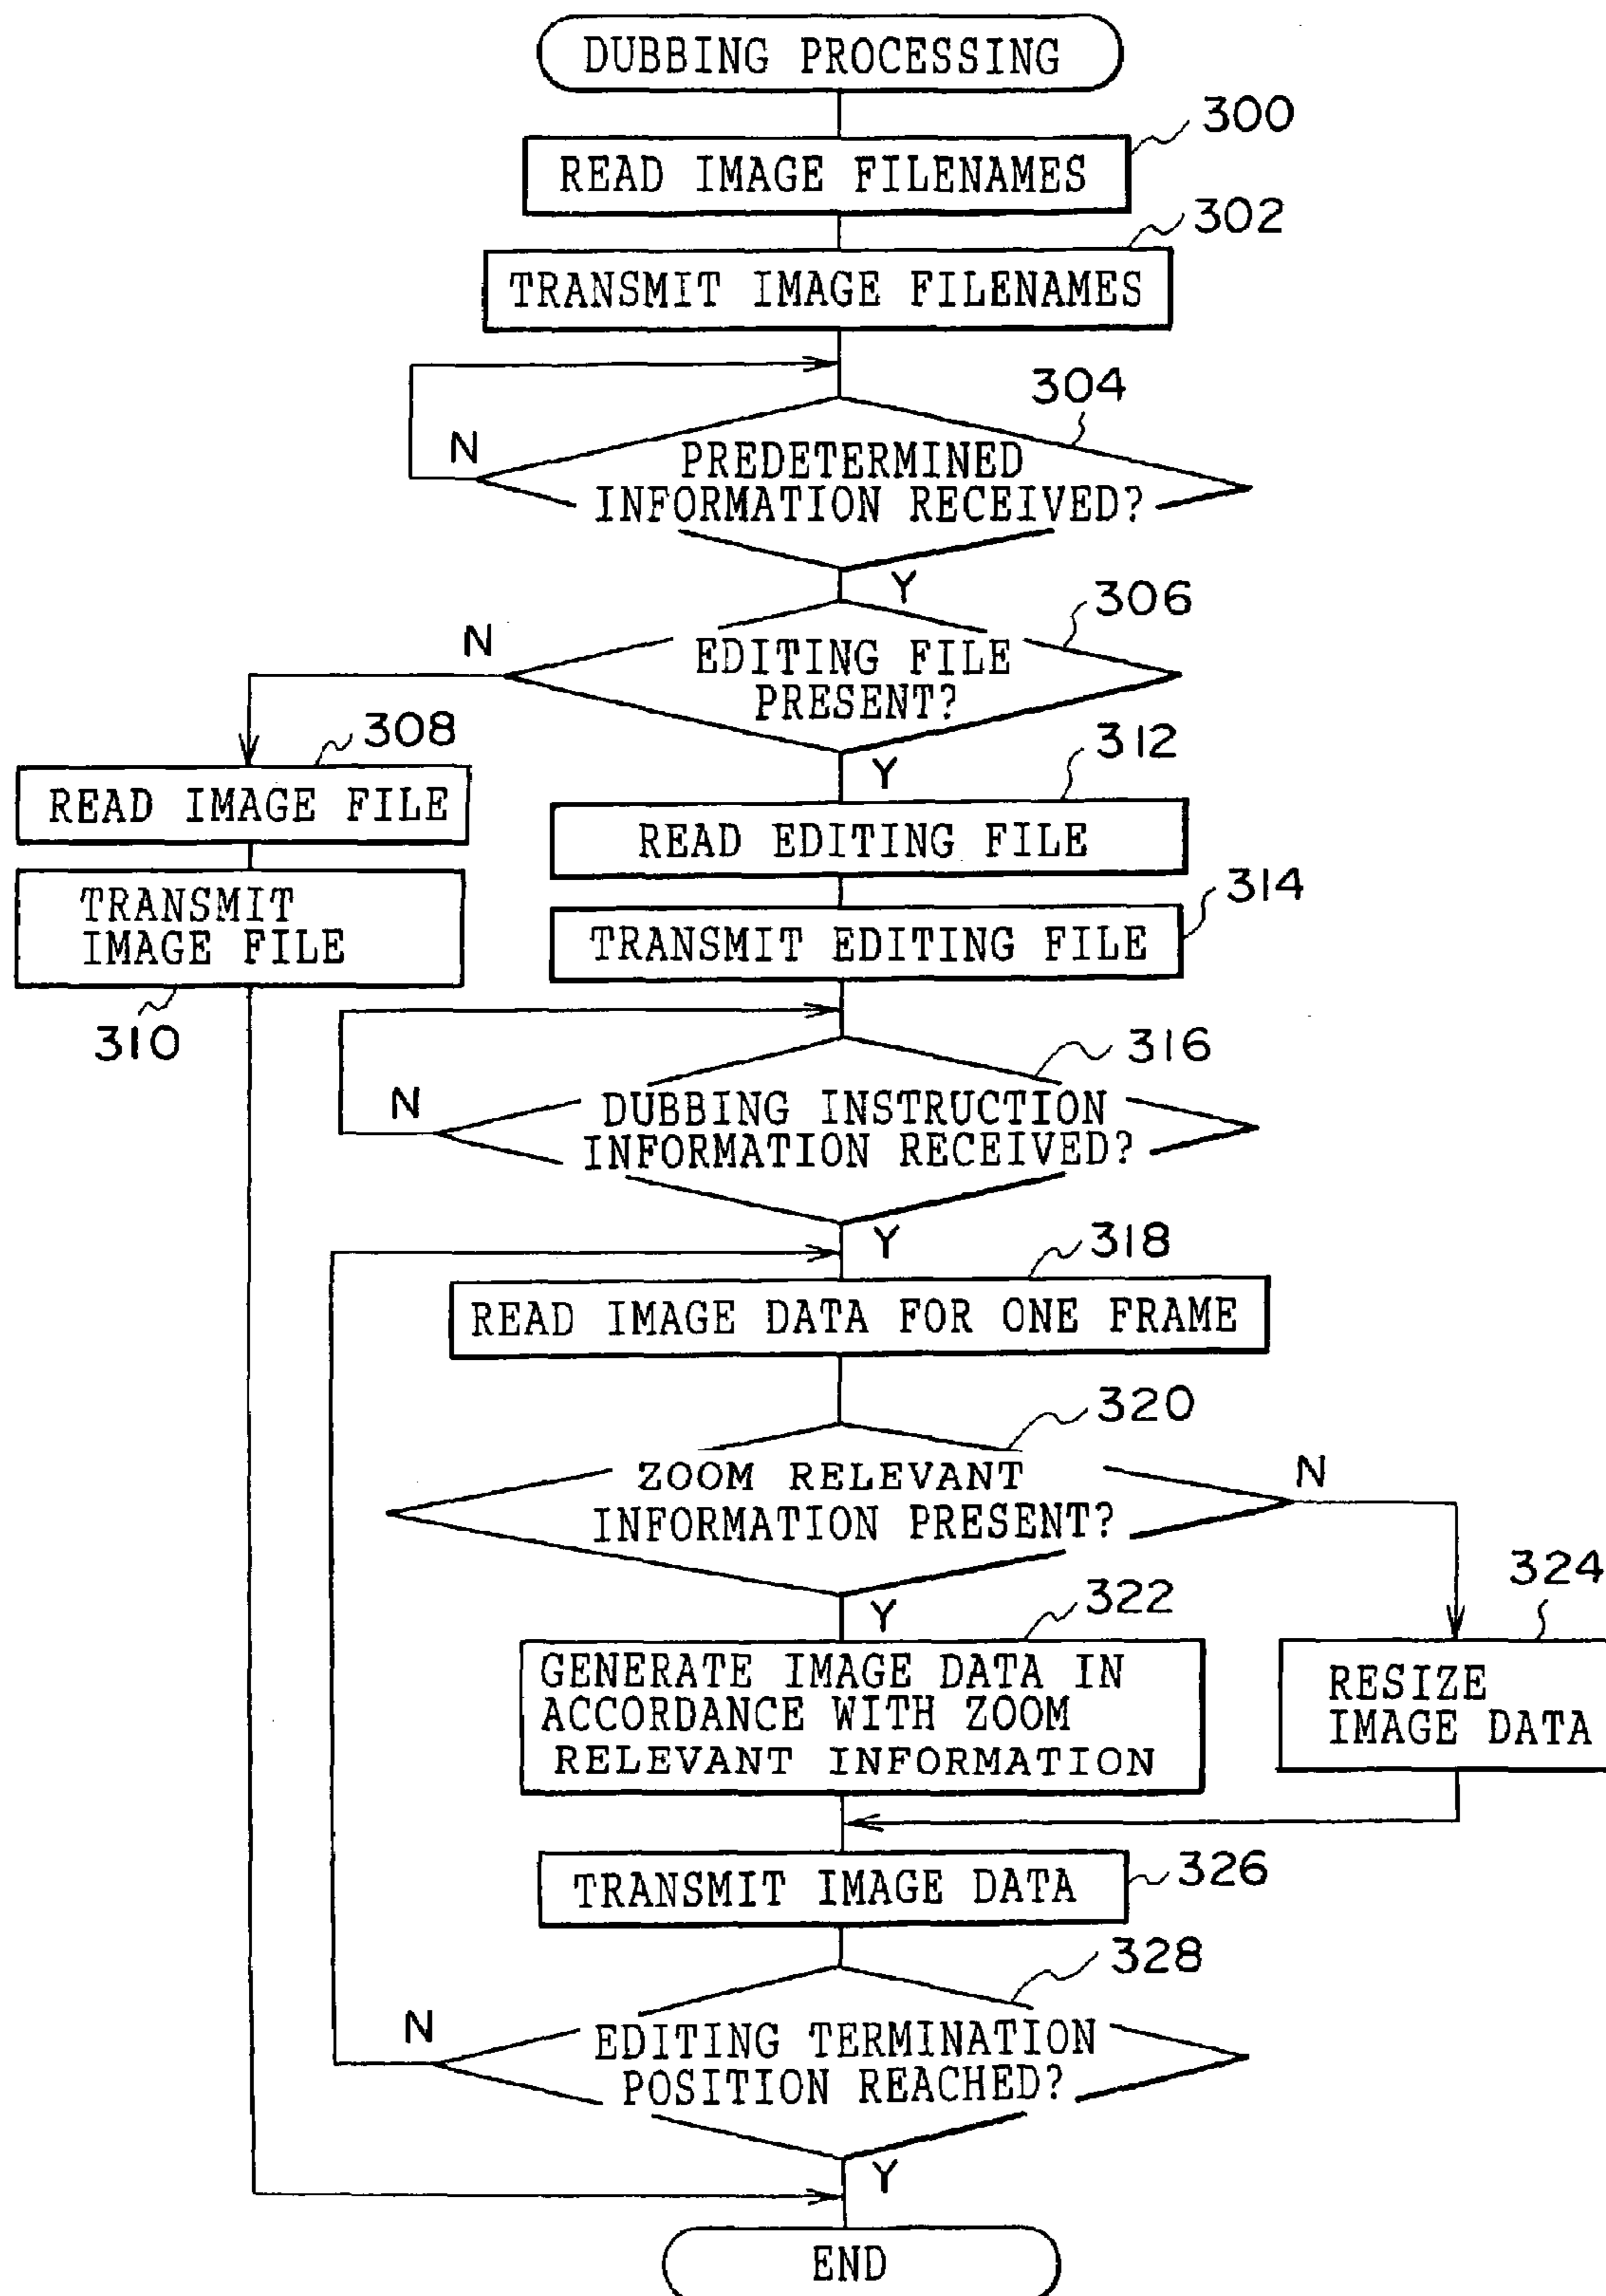 DUBBING PROCESSING
300
READ IMAGE FILENAMES
302
TRANSMIT IMAGE FILENAMES
304
N
PREDETERMINED
INFORMATION RECEIVED?
Y
306
N
EDITING FILE
PRESENT?
Y
308
READ IMAGE FILE
TRANSMIT
IMAGE FILE
310
312
READ EDITING FILE
314
TRANSMIT EDITING FILE
316
N
DUBBING INSTRUCTION
INFORMATION RECEIVED?
Y
318
READ IMAGE DATA FOR ONE FRAME
320
ZOOM RELEVANT
INFORMATION PRESENT?
N
Y
322
GENERATE IMAGE DATA IN
ACCORDANCE WITH ZOOM
RELEVANT INFORMATION
324
RESIZE
IMAGE DATA
326
TRANSMIT IMAGE DATA
328
N
EDITING TERMINATION
POSITION REACHED?
Y
END